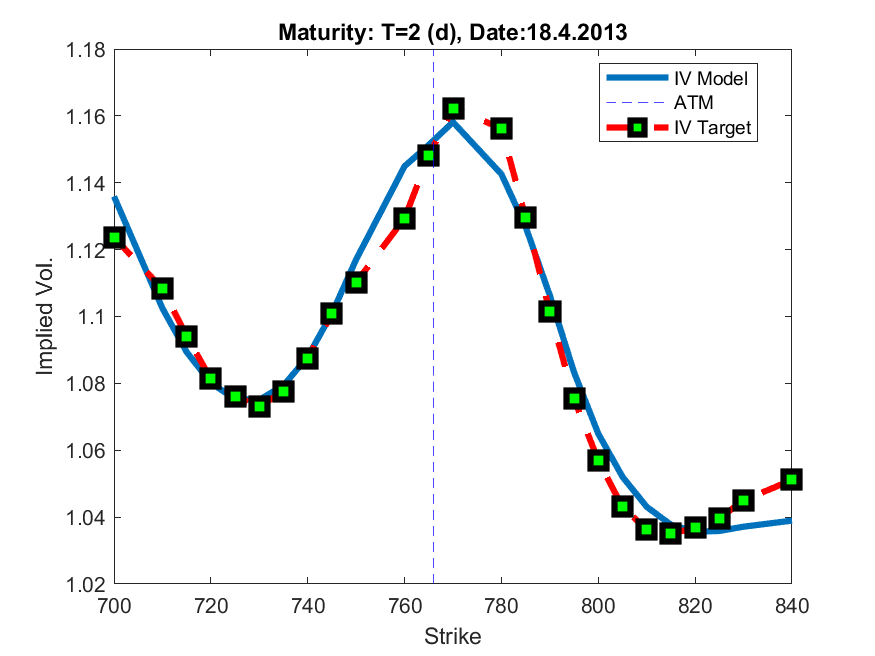 Maturity: T=2 (d), Date:18.4.2013
1.18
1.16
1.14
1.12
1.1
1.08
1.06
1.04
1.02
Implied Vol.
IV Model
ATM
IV Target
700 720 740 760 780 800 820 840
Strike